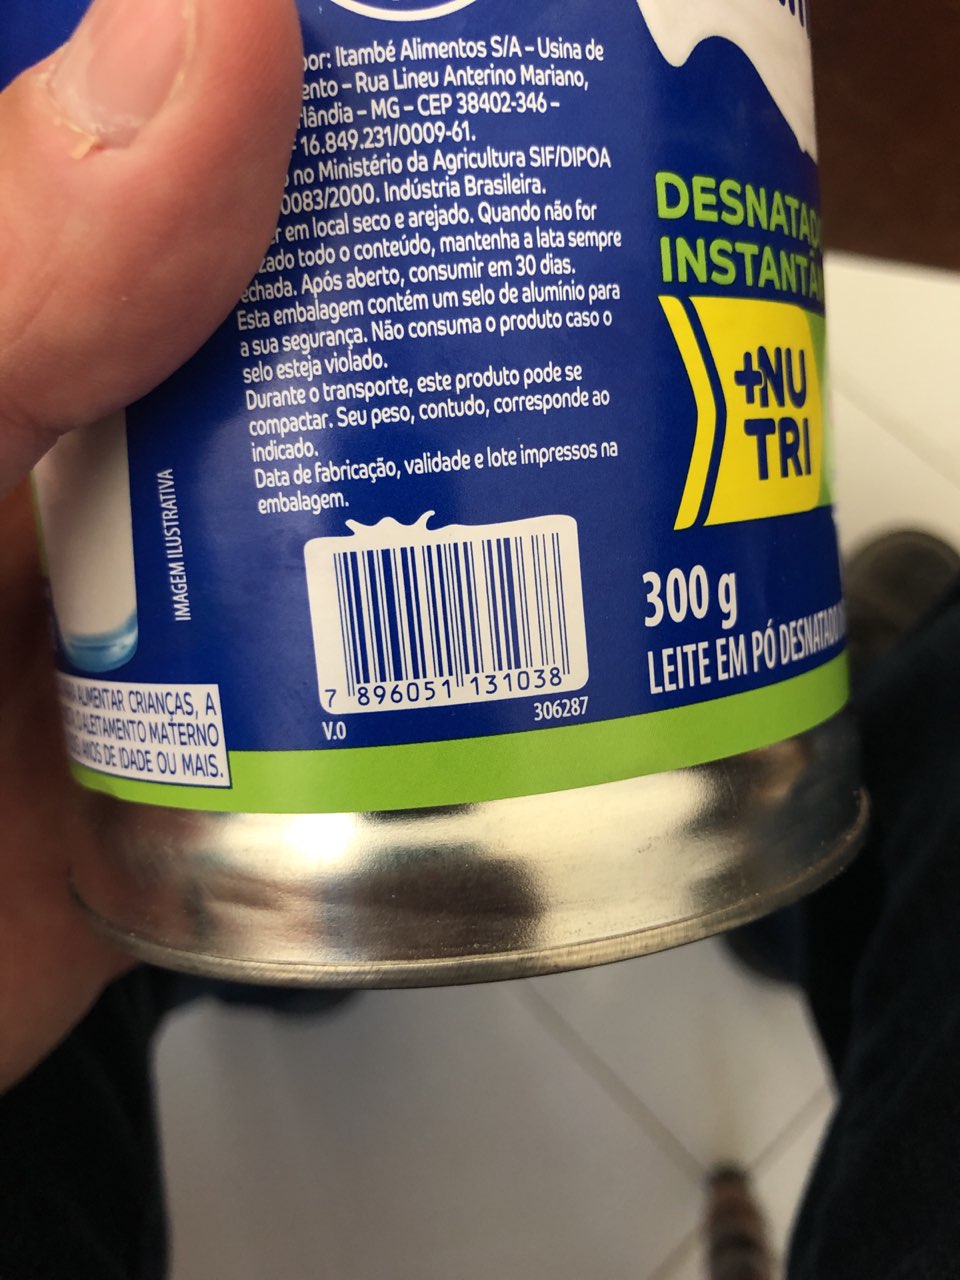 por: Itambé Alimentos S/A – Usina de
ento – Rua Lineu Anterino Mariano,
lândia – MG – CEP 38402-346 –
16.849.231/0009-61.
no Ministério da Agricultura SIF/DIPOA
0083/2000. Indústria Brasileira.
em local seco e arejado. Quando não for
zado todo o conteúdo, mantenha a lata sempre
echada. Após aberto, consumir em 30 dias.
Esta embalagem contém um selo de alumínio para
a sua segurança. Não consuma o produto caso o
selo esteja violado.
Durante o transporte, este produto pode se
compactar. Seu peso, contudo, corresponde ao
indicado.
Data de fabricação, validade e lote impressos na
embalagem.
IMAGEM ILUSTRATIVA
7 896051 131038
V.0 306287
ALIMENTAR CRIANÇAS, A
ALEITAMENTO MATERNO
ANOS DE IDADE OU MAIS.
DESNATADO
INSTANTÂ
+NU
TRI
300 g
LEITE EM PÓ DESNATADO